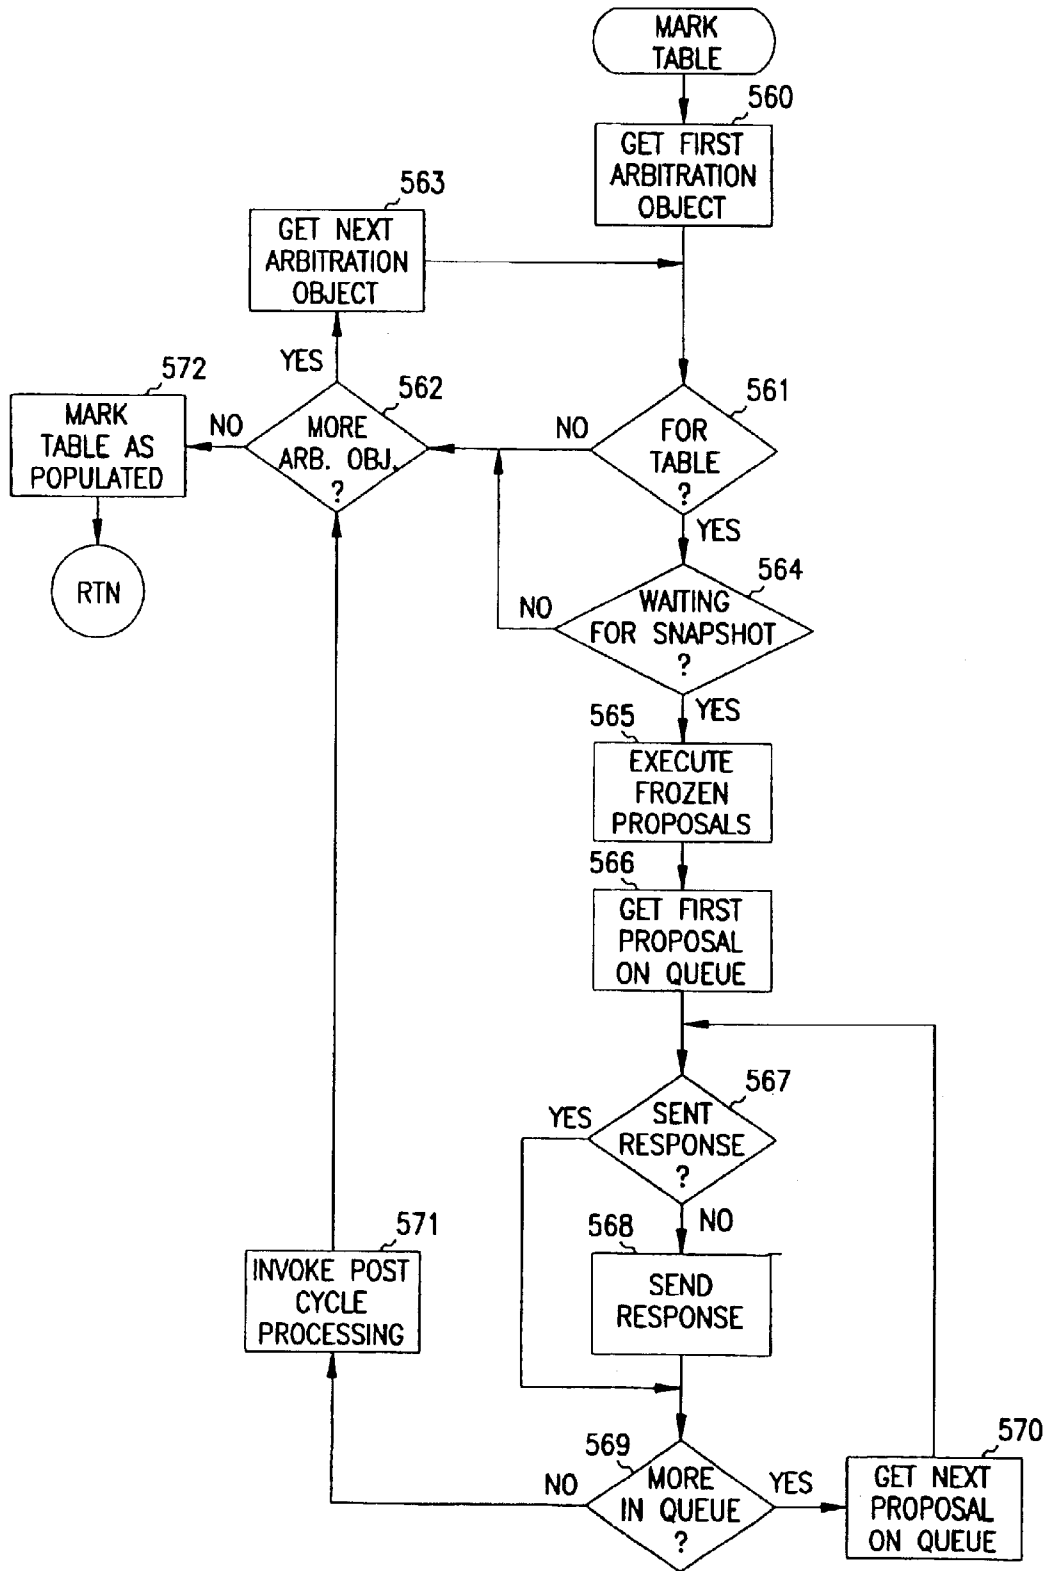 MARK
TABLE
560
GET FIRST
ARBITRATION
OBJECT
563
GET NEXT
ARBITRATION
OBJECT
YES
572
MARK
TABLE AS
POPULATED
NO
562
MORE
ARB. OBJ.
?
NO
561
FOR
TABLE
?
YES
RTN
564
WAITING
FOR SNAPSHOT
?
NO
YES
565
EXECUTE
FROZEN
PROPOSALS
566
GET FIRST
PROPOSAL
ON QUEUE
567
SENT
RESPONSE
?
YES
NO
568
SEND
RESPONSE
571
INVOKE POST
CYCLE
PROCESSING
569
MORE
IN QUEUE
?
NO
YES
570
GET NEXT
PROPOSAL
ON QUEUE